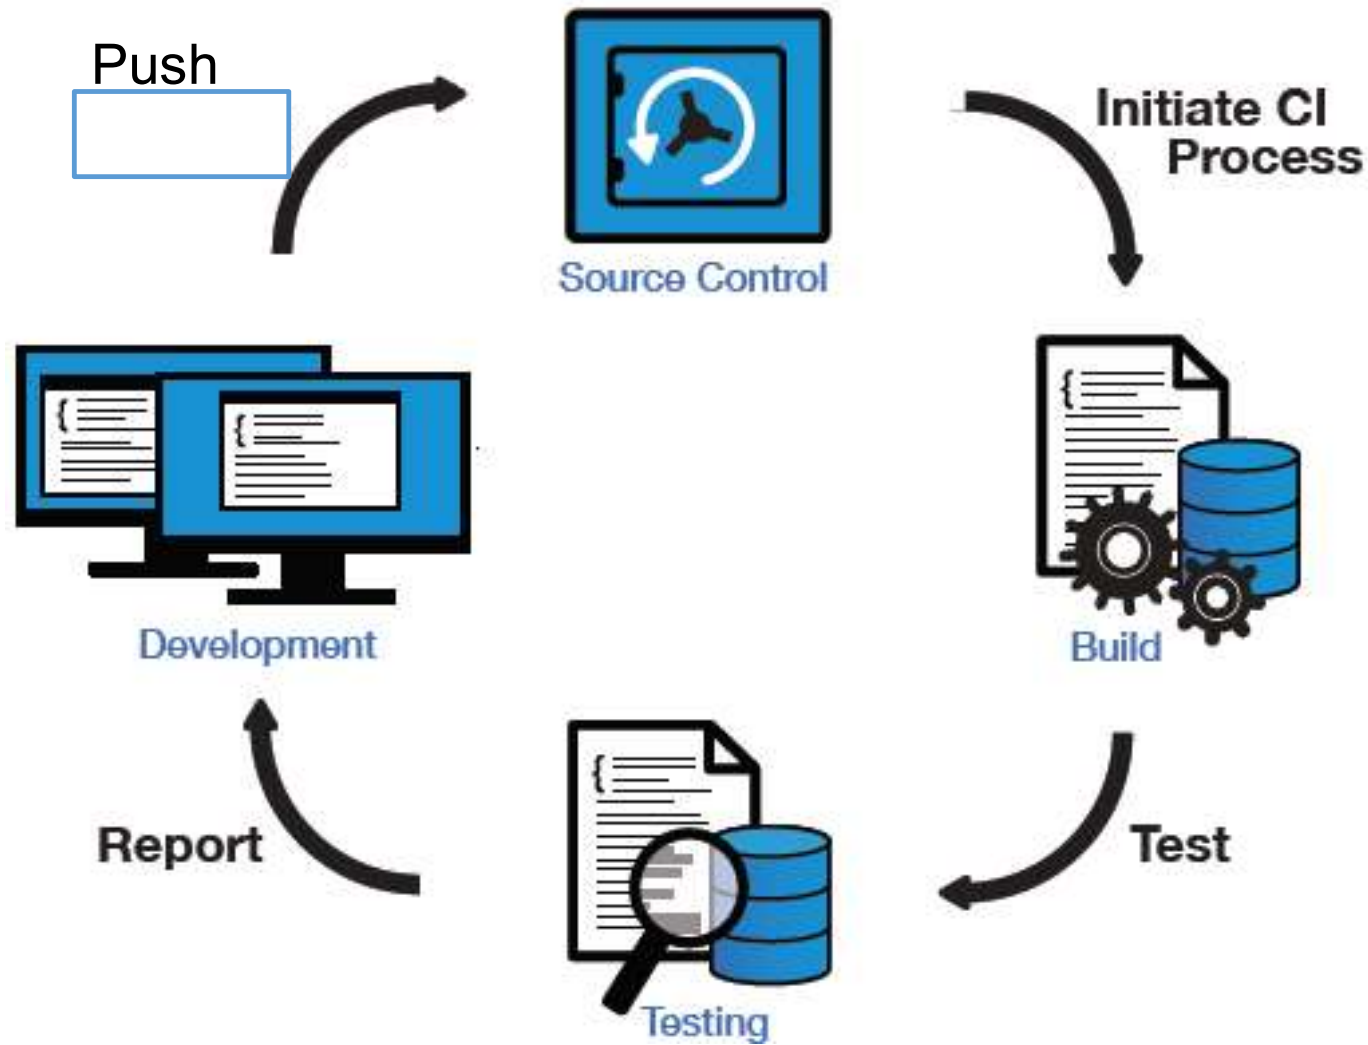 Push
Initiate CI
Process
Source Control
Development
Build
Report
Test
Testing